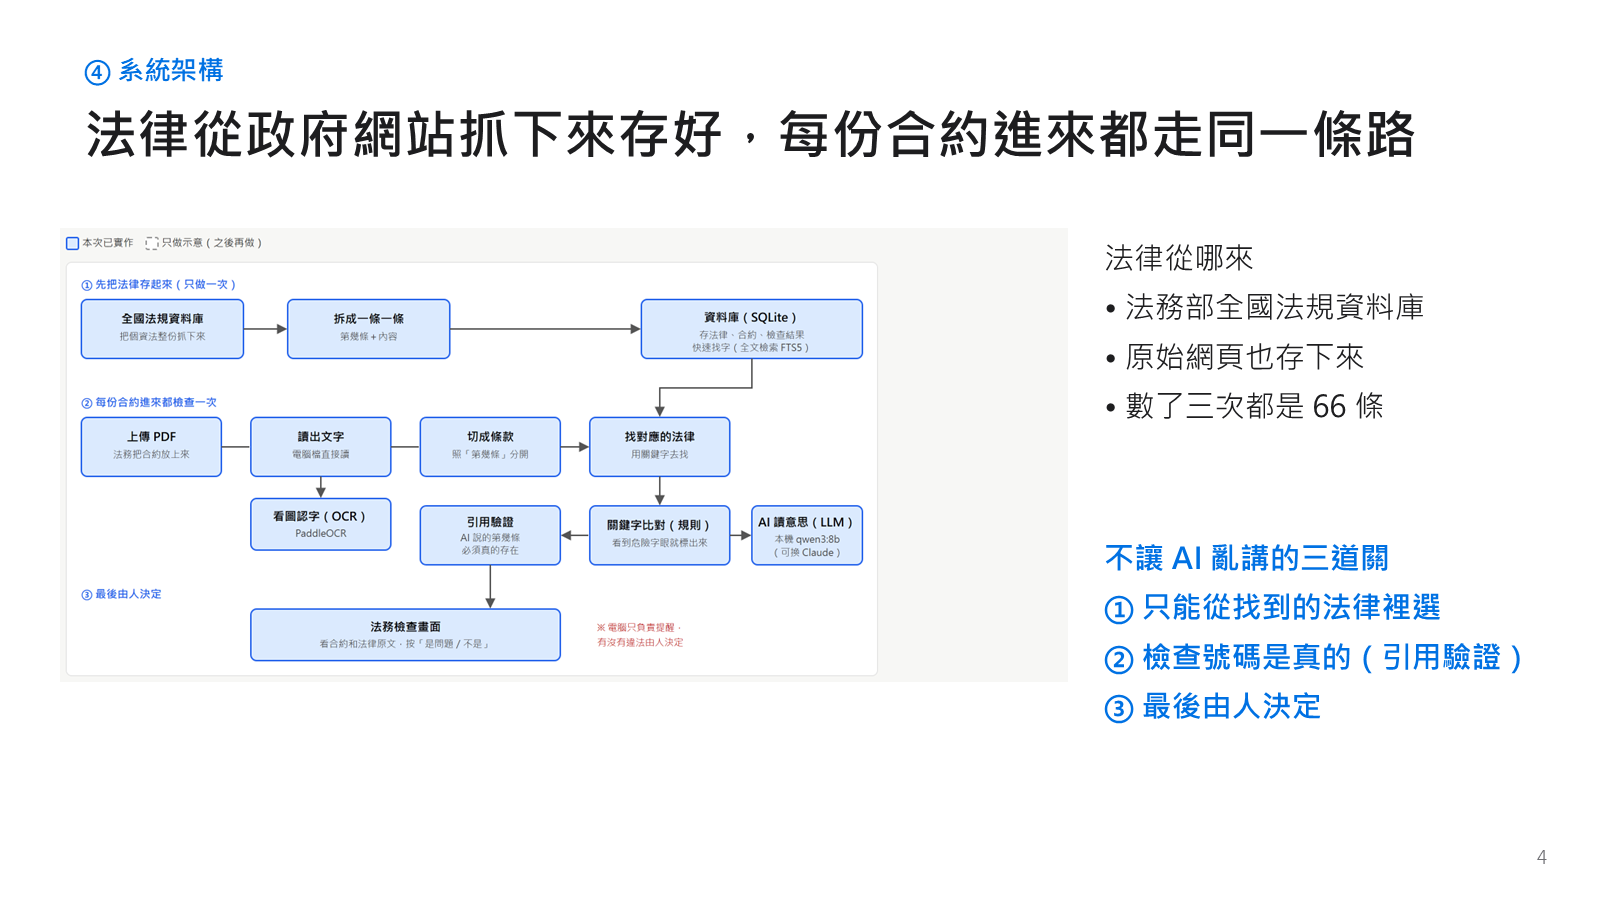 ④ 系統架構
法律從政府網站抓下來存好，每份合約進來都走同一條路
本次已實作 只做示意（之後再做）
① 先把法律存起來（只做一次）
全國法規資料庫
把個資法整份抓下來
拆成一條一條
第幾條 + 內容
資料庫（SQLite）
存法律、合約、檢查結果
快速找字（全文檢索 FTS5）
② 每份合約進來都檢查一次
上傳 PDF
法務把合約放上來
讀出文字
電腦檔直接讀
切成條款
照「第幾條」分開
找對應的法律
用關鍵字去找
看圖認字（OCR）
PaddleOCR
引用驗證
AI 說的第幾條
必須真的存在
關鍵字比對（規則）
看到危險字眼就標出來
AI 讀意思（LLM）
本機 qwen3:8b
（可換 Claude）
③ 最後由人決定
法務檢查畫面
看合約和法律原文，按「是問題 / 不是」
※ 電腦只負責提醒，
有沒有違法由人決定
法律從哪來
• 法務部全國法規資料庫
• 原始網頁也存下來
• 數了三次都是 66 條
不讓 AI 亂講的三道關
① 只能從找到的法律裡選
② 檢查號碼是真的（引用驗證）
③ 最後由人決定
4